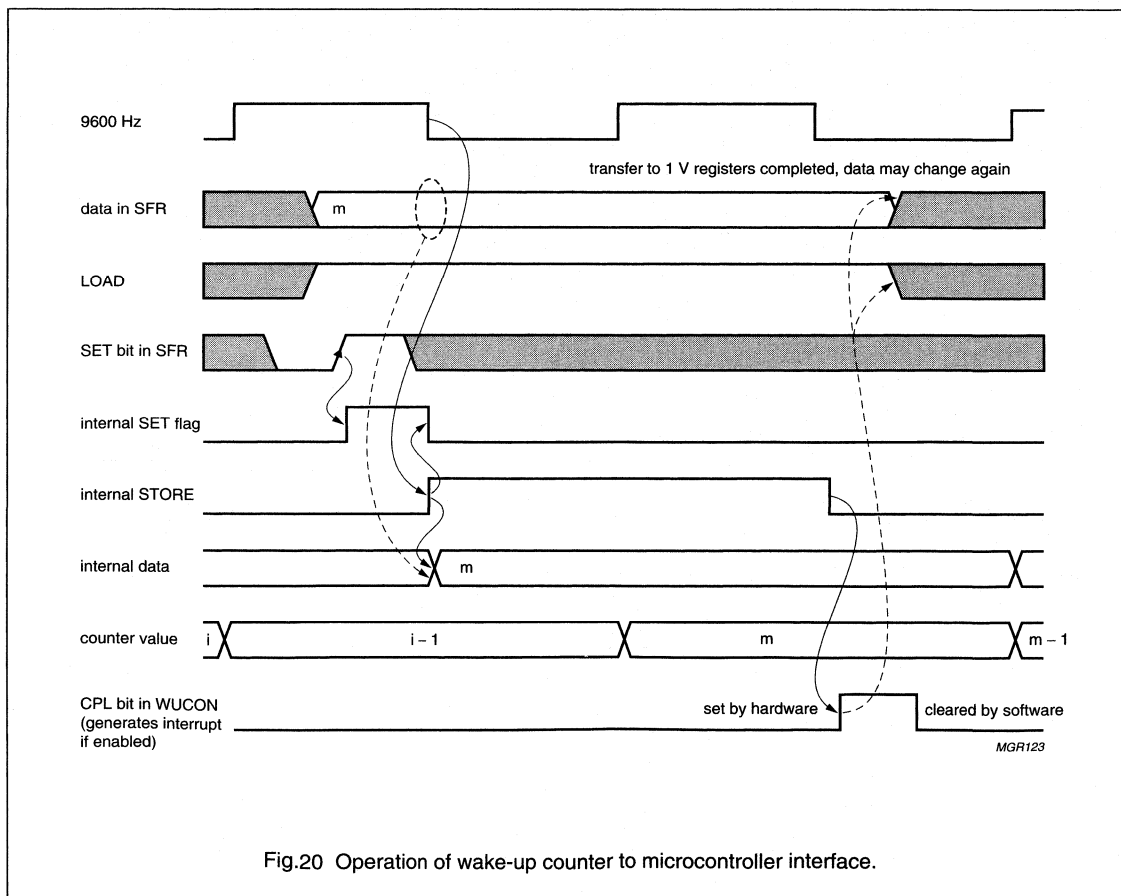 9600 Hz
transfer to 1 V registers completed, data may change again
data in SFR
m
LOAD
SET bit in SFR
internal SET flag
internal STORE
internal data
m
counter value
i
i – 1
m
m – 1
CPL bit in WUCON
(generates interrupt
if enabled)
set by hardware
cleared by software
MGR123
Fig.20 Operation of wake-up counter to microcontroller interface.